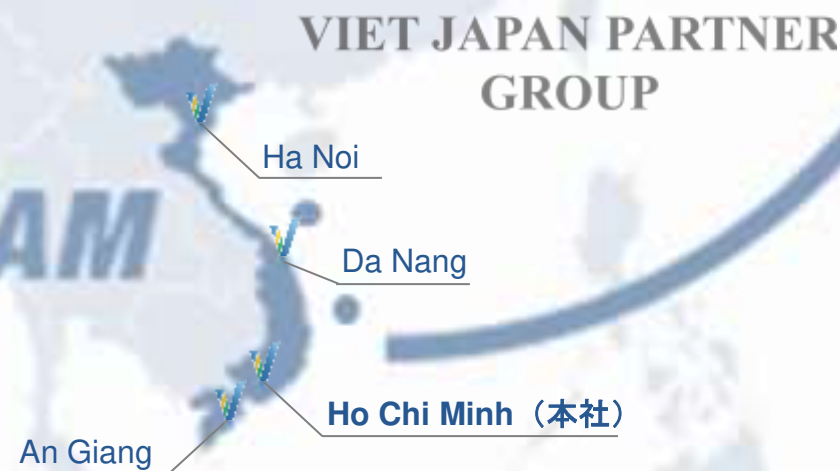 VIET JAPAN PARTNER
GROUP
Ha Noi
AM
Da Nang
Ho Chi Minh（本社）
An Giang